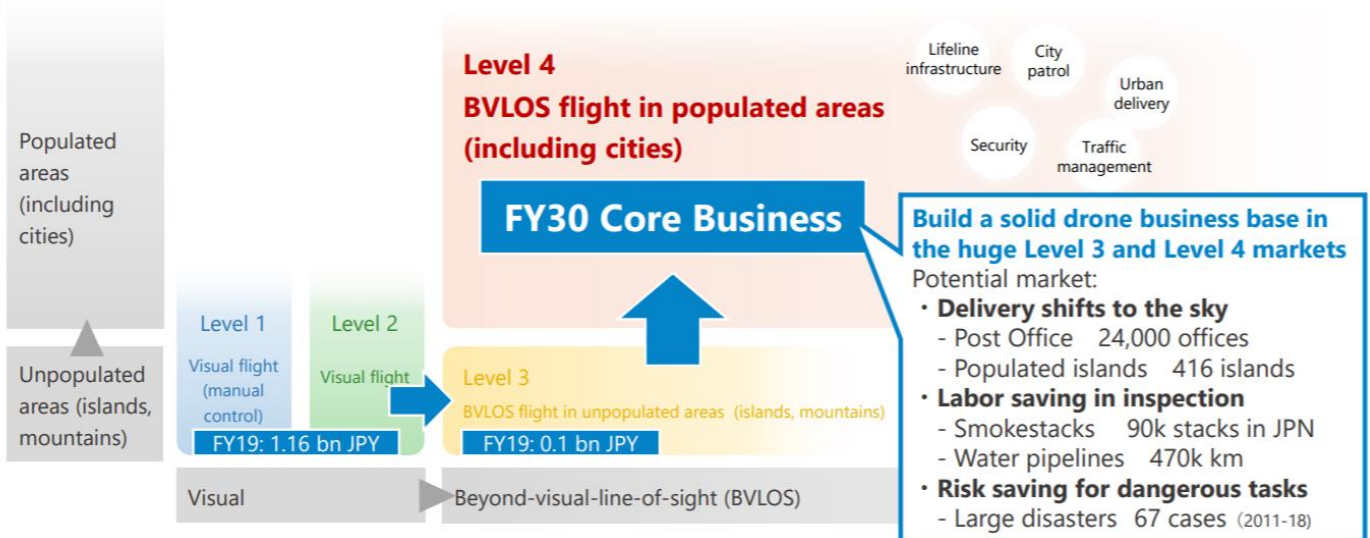 Populated
areas
(including
cities)
Unpopulated
areas (islands,
mountains)
Level 1
Visual flight
(manual
control)
Level 2
Visual flight
FY19: 1.16 bn JPY
Level 3
BVLOS flight in unpopulated areas (islands, mountains)
FY19: 0.1 bn JPY
Visual
Beyond-visual-line-of-sight (BVLOS)
Level 4
BVLOS flight in populated areas
(including cities)
FY30 Core Business
Lifeline
infrastructure
City
patrol
Urban
delivery
Security
Traffic
management
Build a solid drone business base in
the huge Level 3 and Level 4 markets
Potential market:
・Delivery shifts to the sky
- Post Office 24,000 offices
- Populated islands 416 islands
・Labor saving in inspection
- Smokestacks 90k stacks in JPN
- Water pipelines 470k km
・Risk saving for dangerous tasks
- Large disasters 67 cases (2011-18)